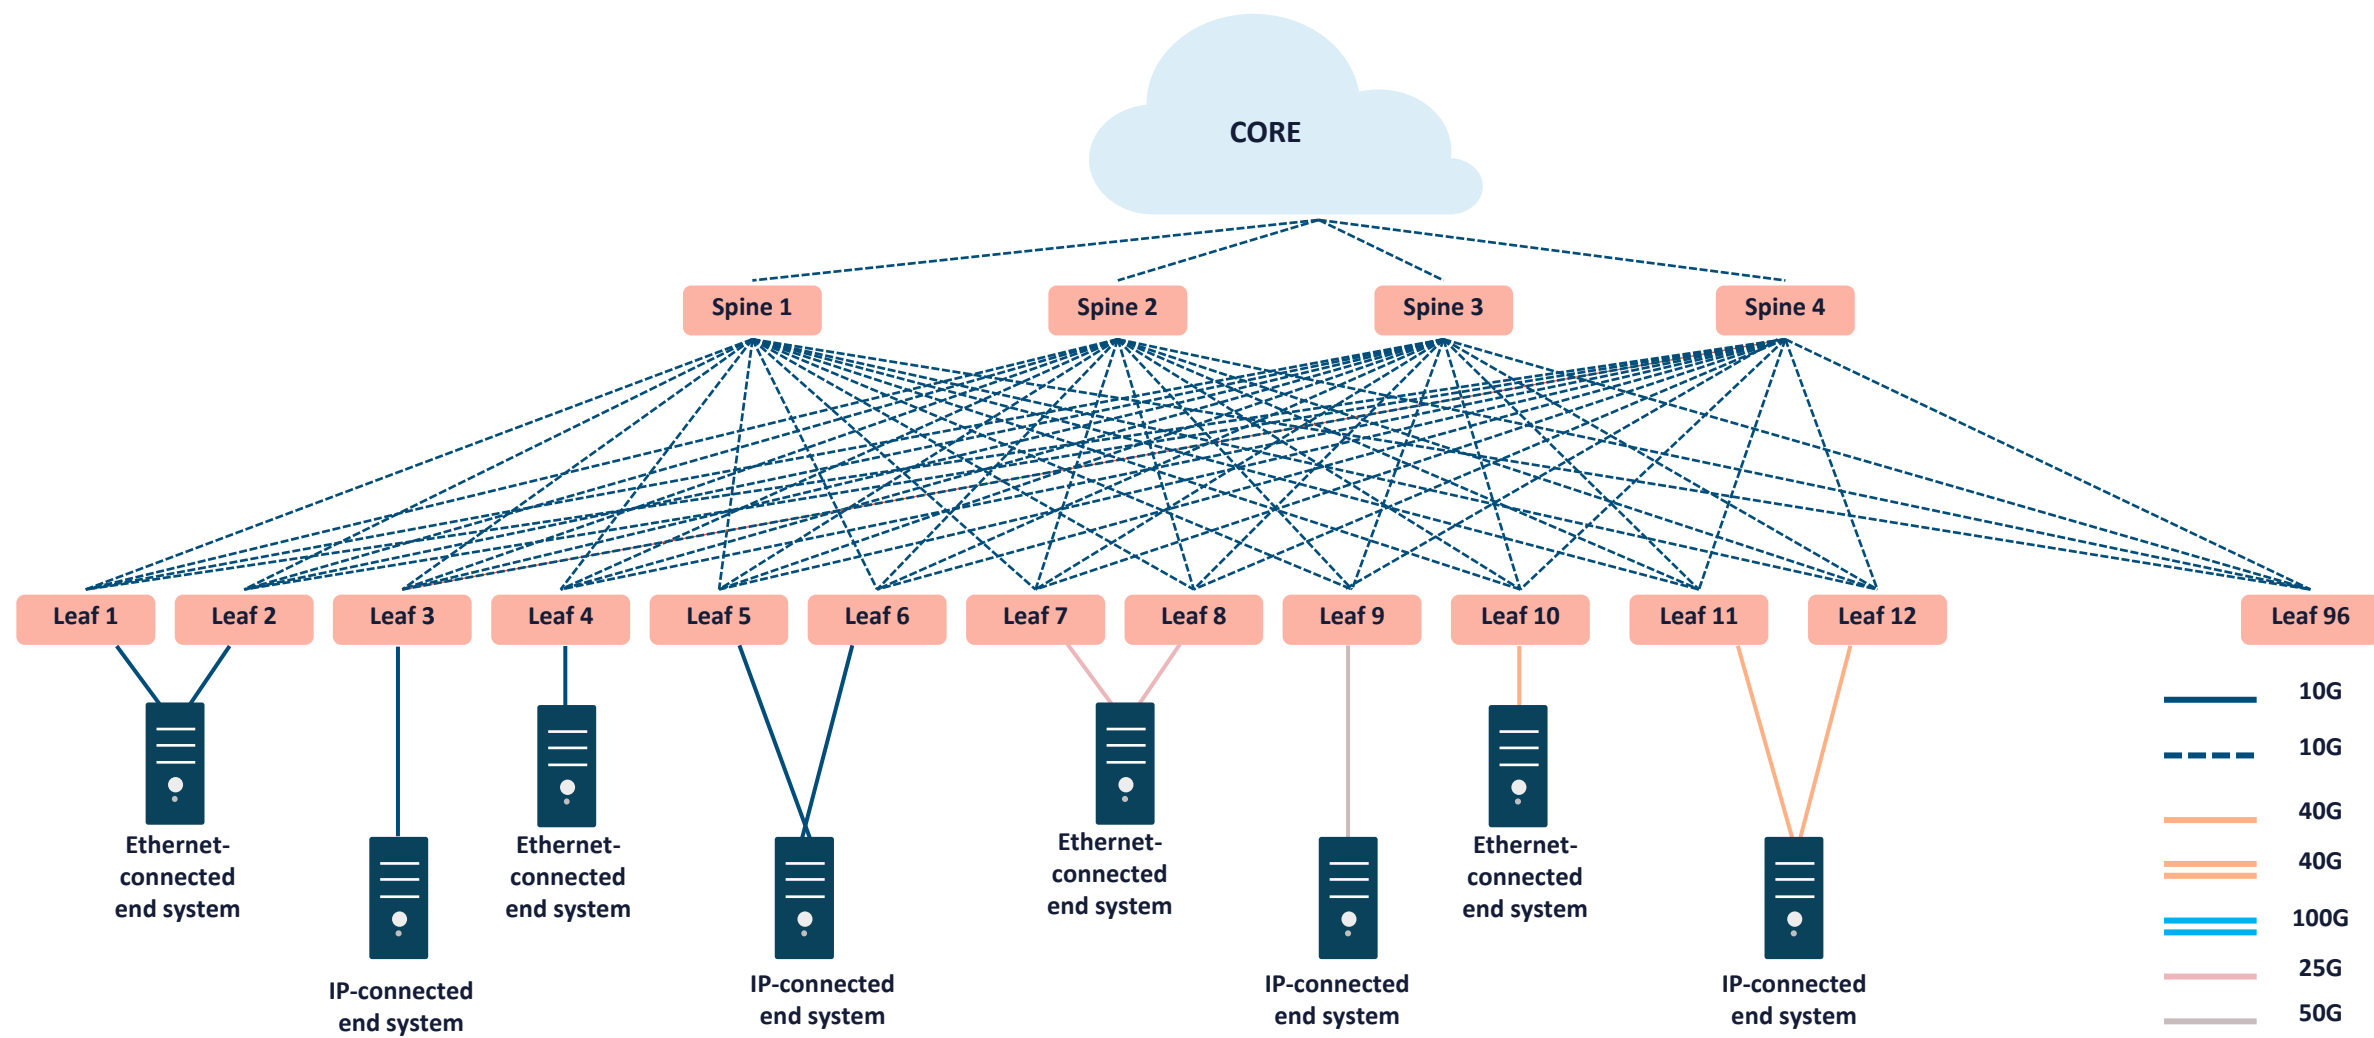 CORE
Spine 1
Spine 2
Spine 3
Spine 4
Leaf 1
Leaf 2
Leaf 3
Leaf 4
Leaf 5
Leaf 6
Leaf 7
Leaf 8
Leaf 9
Leaf 10
Leaf 11
Leaf 12
Leaf 96
Ethernet-
connected
end system
IP-connected
end system
Ethernet-
connected
end system
IP-connected
end system
Ethernet-
connected
end system
IP-connected
end system
Ethernet-
connected
end system
IP-connected
end system
10G
10G
40G
40G
100G
25G
50G